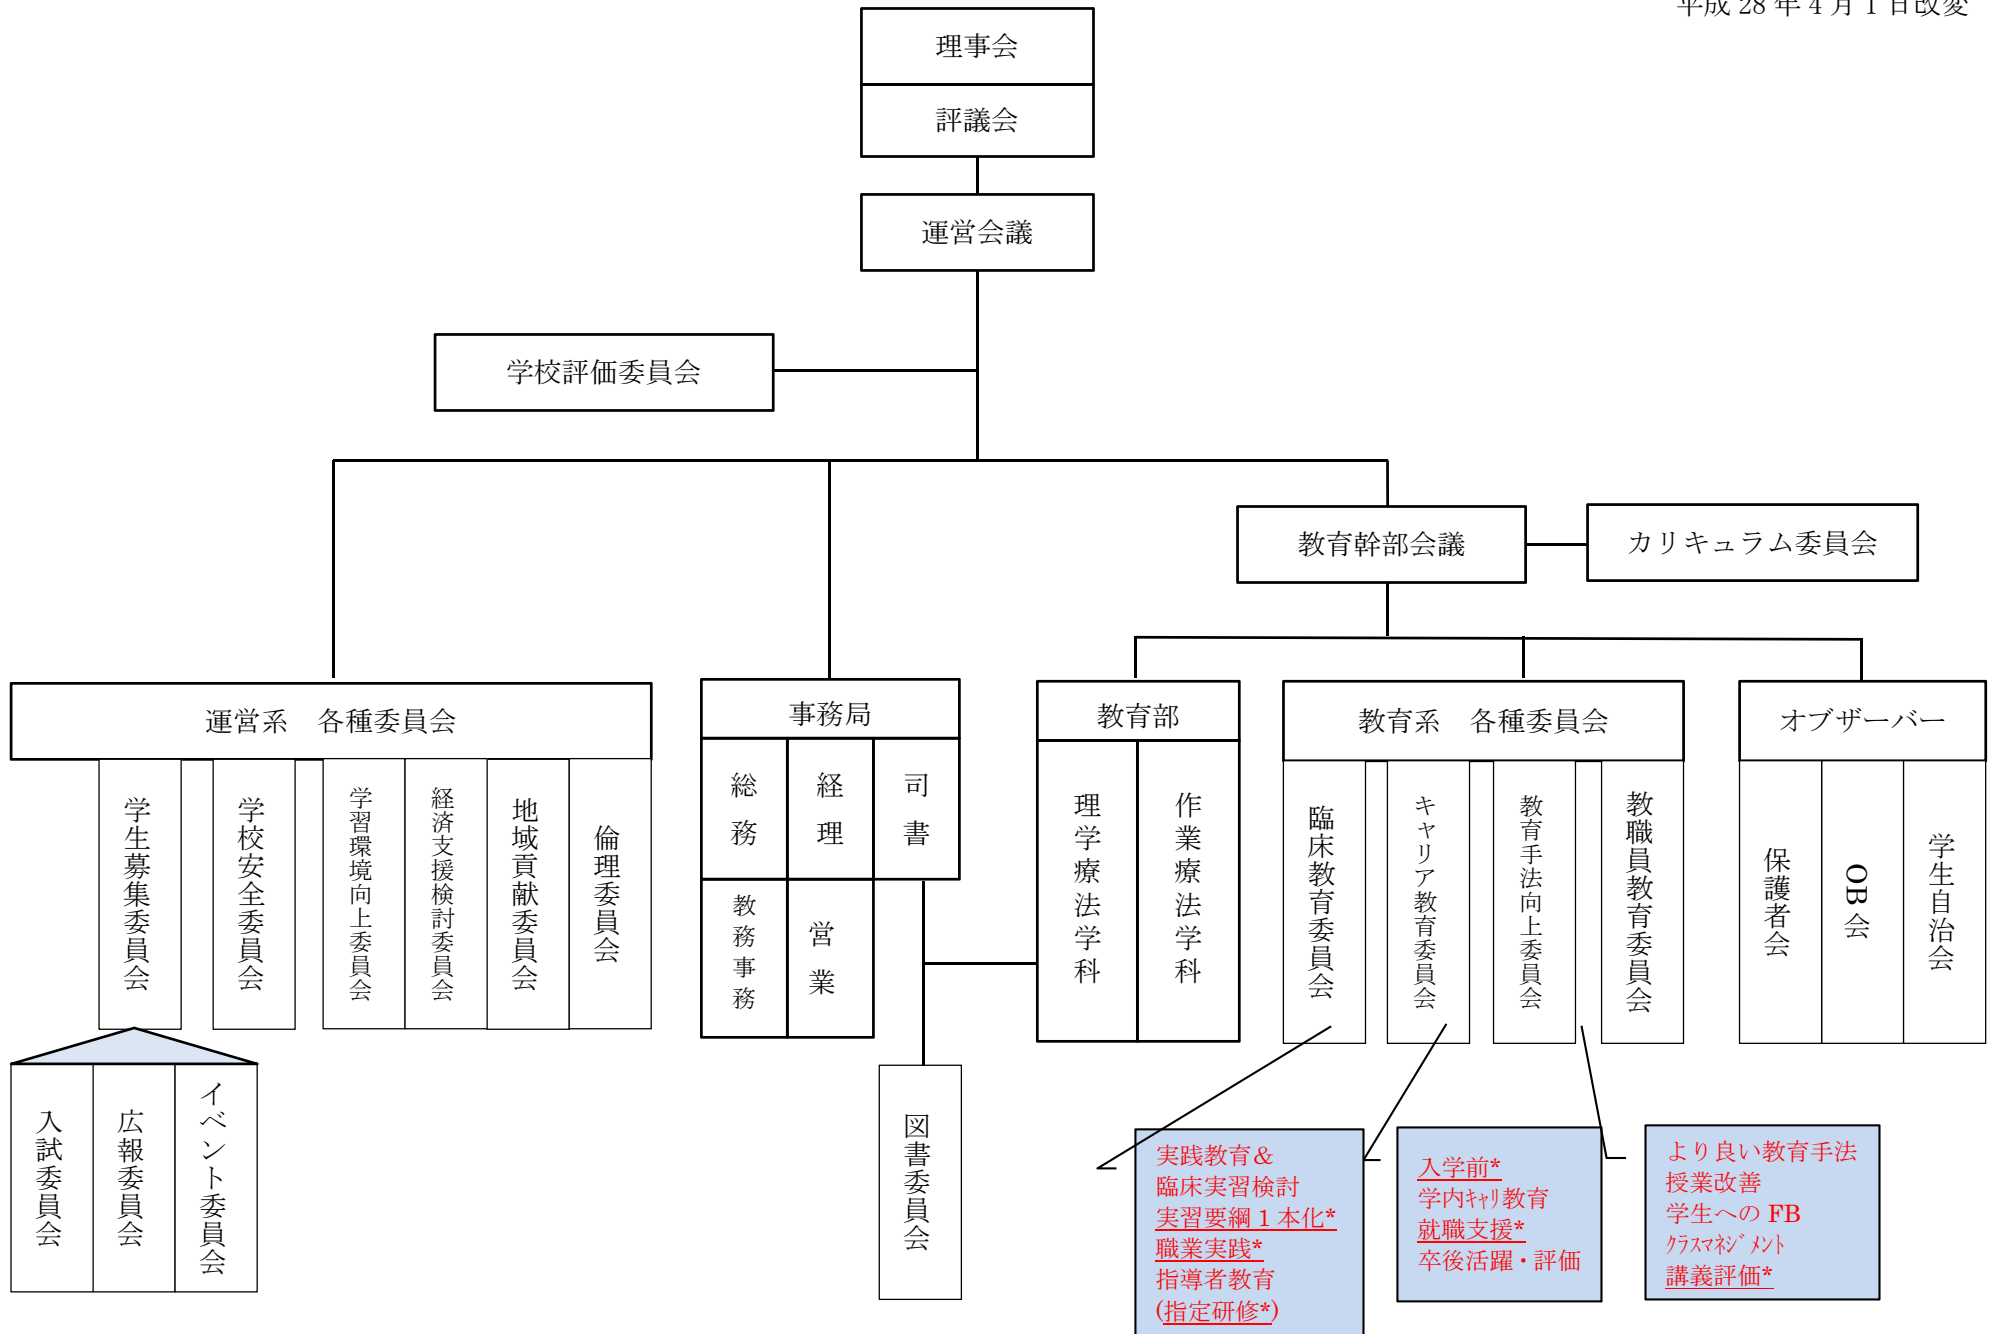 平成 28 年 4 月 1 日改変
理事会
評議会
運営会議
学校評価委員会
教育幹部会議
カリキュラム委員会
運営系　各種委員会
学生募集委員会
学校安全委員会
学習環境向上委員会
経済支援検討委員会
地域貢献委員会
倫理委員会
入試委員会
広報委員会
イベント委員会
事務局
総務
経理
司書
教務事務
営業
図書委員会
教育部
理学療法学科
作業療法学科
教育系　各種委員会
臨床教育委員会
キャリア教育委員会
教育手法向上委員会
教職員教育委員会
オブザーバー
保護者会
OB会
学生自治会
実践教育＆
臨床実習検討
実習要綱 1 本化*
職業実践*
指導者教育
(指定研修*)
入学前*
学内ｷｬﾘ教育
就職支援*
卒後活躍・評価
より良い教育手法
授業改善
学生への FB
ｸﾗｽﾏﾈｼﾞﾒﾝﾄ
講義評価*